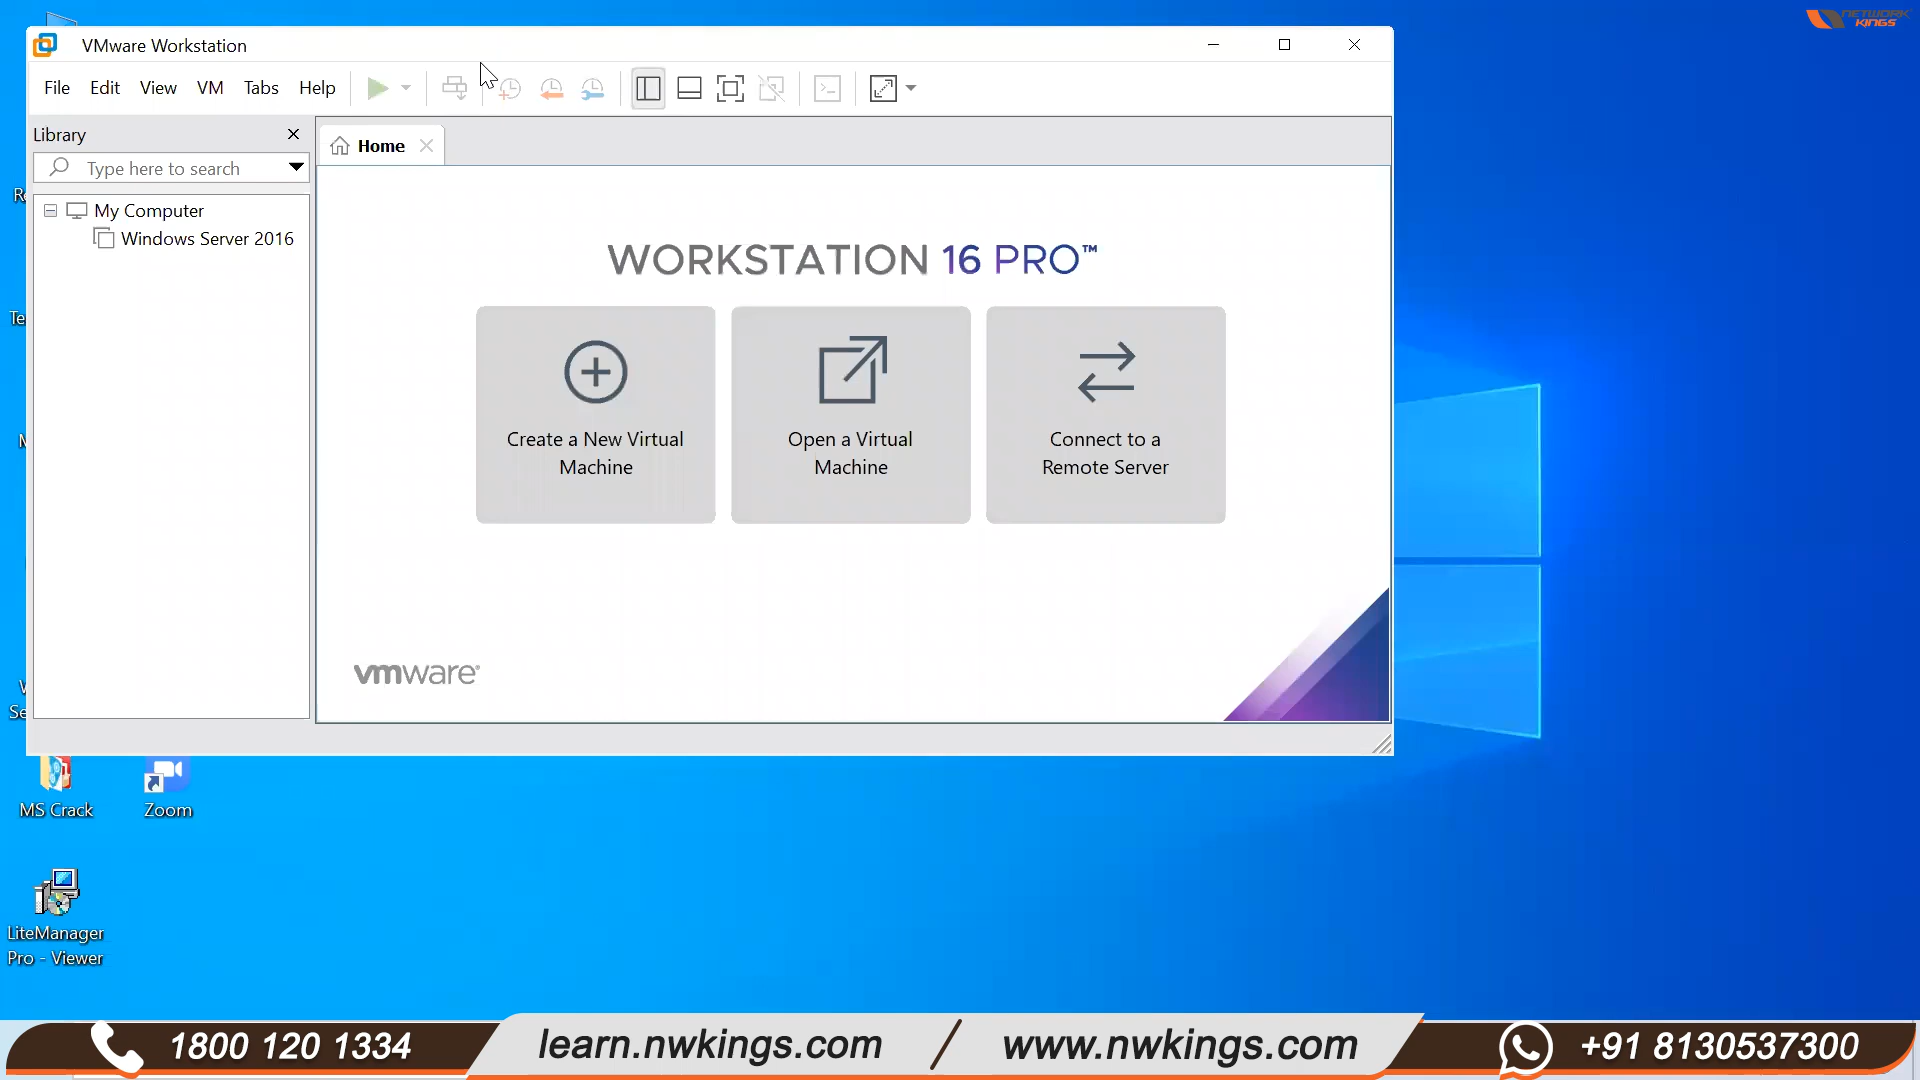 NETWORK
KINGS
VMware Workstation
File Edit View VM Tabs Help
Library
Home
Type here to search
My Computer
Windows Server 2016
WORKSTATION 16 PRO™
Create a New Virtual
Machine
Open a Virtual
Machine
Connect to a
Remote Server
vmware®
MS Crack
Zoom
LiteManager
Pro - Viewer
1800 120 1334
learn.nwkings.com / www.nwkings.com
+91 8130537300